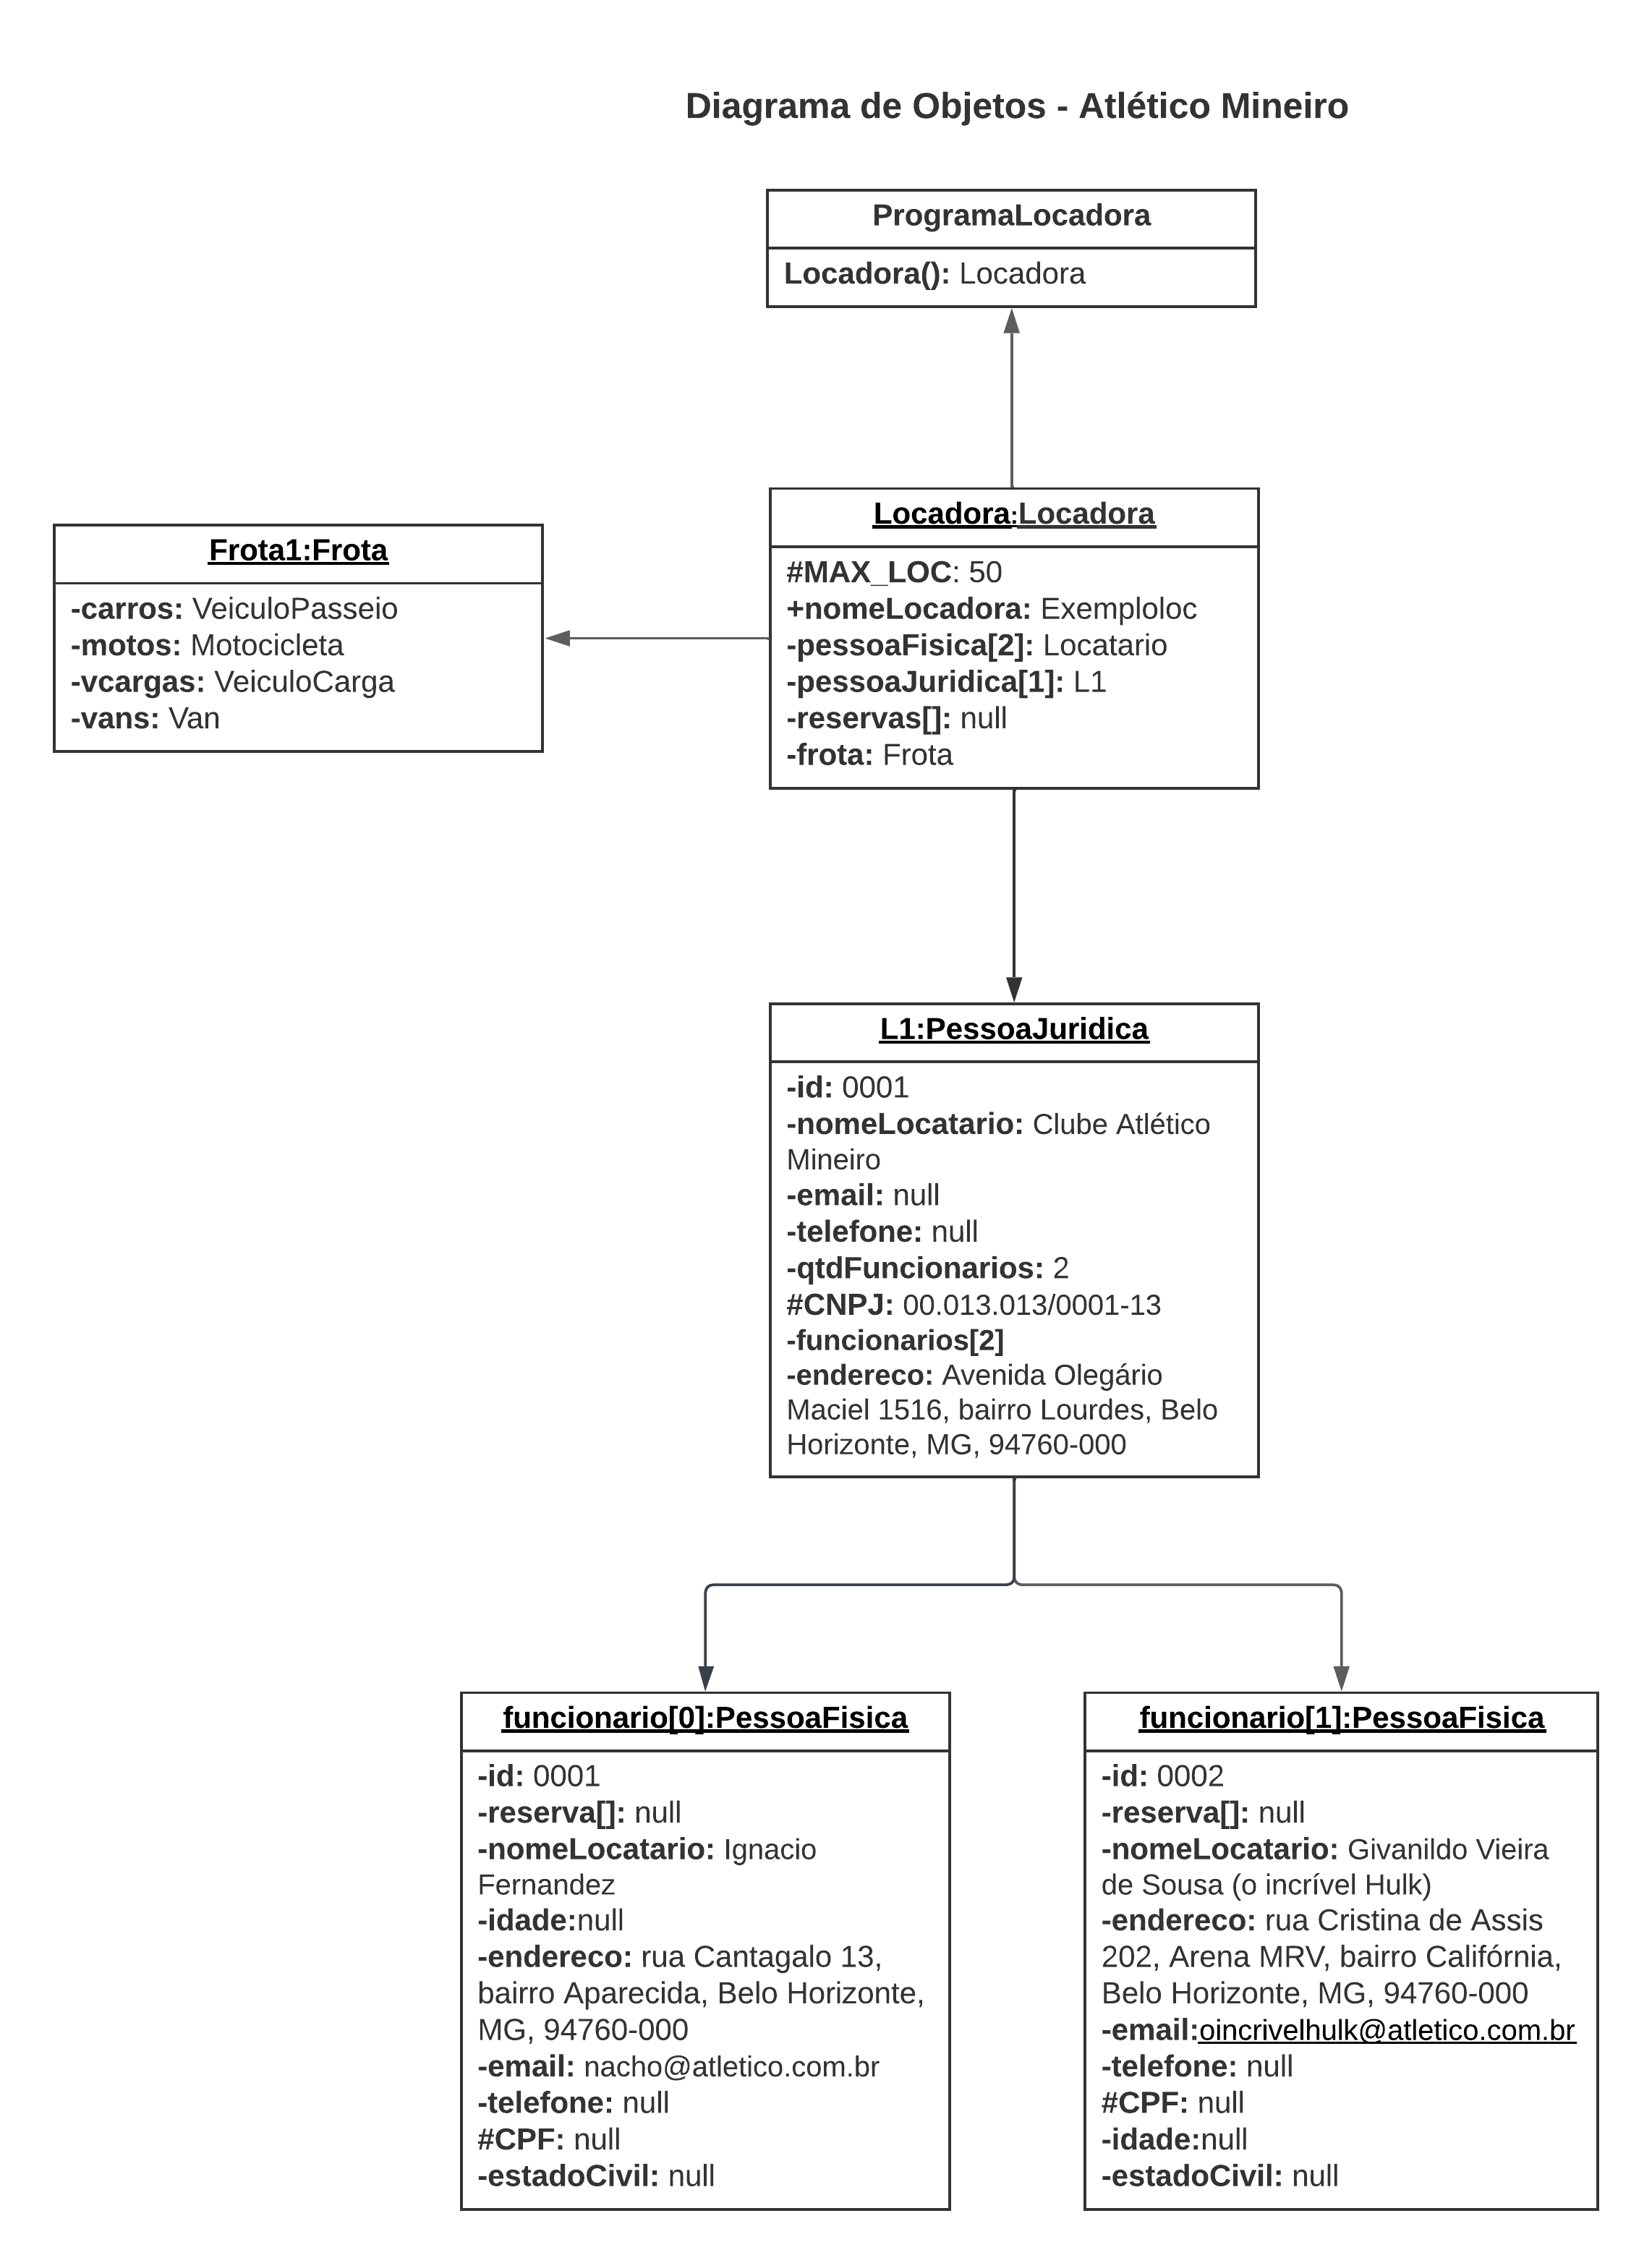 Diagrama de Objetos - Atlético Mineiro
ProgramaLocadora
Locadora(): Locadora
Frota1:Frota
-carros: VeiculoPasseio
-motos: Motocicleta
-vcargas: VeiculoCarga
-vans: Van
Locadora:Locadora
#MAX_LOC: 50
+nomeLocadora: Exemploloc
-pessoaFisica[2]: Locatario
-pessoaJuridica[1]: L1
-reservas[]: null
-frota: Frota
L1:PessoaJuridica
-id: 0001
-nomeLocatario: Clube Atlético
Mineiro
-email: null
-telefone: null
-qtdFuncionarios: 2
#CNPJ: 00.013.013/0001-13
-funcionarios[2]
-endereco: Avenida Olegário
Maciel 1516, bairro Lourdes, Belo
Horizonte, MG, 94760-000
funcionario[0]:PessoaFisica
-id: 0001
-reserva[]: null
-nomeLocatario: Ignacio
Fernandez
-idade:null
-endereco: rua Cantagalo 13,
bairro Aparecida, Belo Horizonte,
MG, 94760-000
-email: nacho@atletico.com.br
-telefone: null
#CPF: null
-estadoCivil: null
funcionario[1]:PessoaFisica
-id: 0002
-reserva[]: null
-nomeLocatario: Givanildo Vieira
de Sousa (o incrível Hulk)
-endereco: rua Cristina de Assis
202, Arena MRV, bairro Califórnia,
Belo Horizonte, MG, 94760-000
-email:oincrivelhulk@atletico.com.br
-telefone: null
#CPF: null
-idade:null
-estadoCivil: null